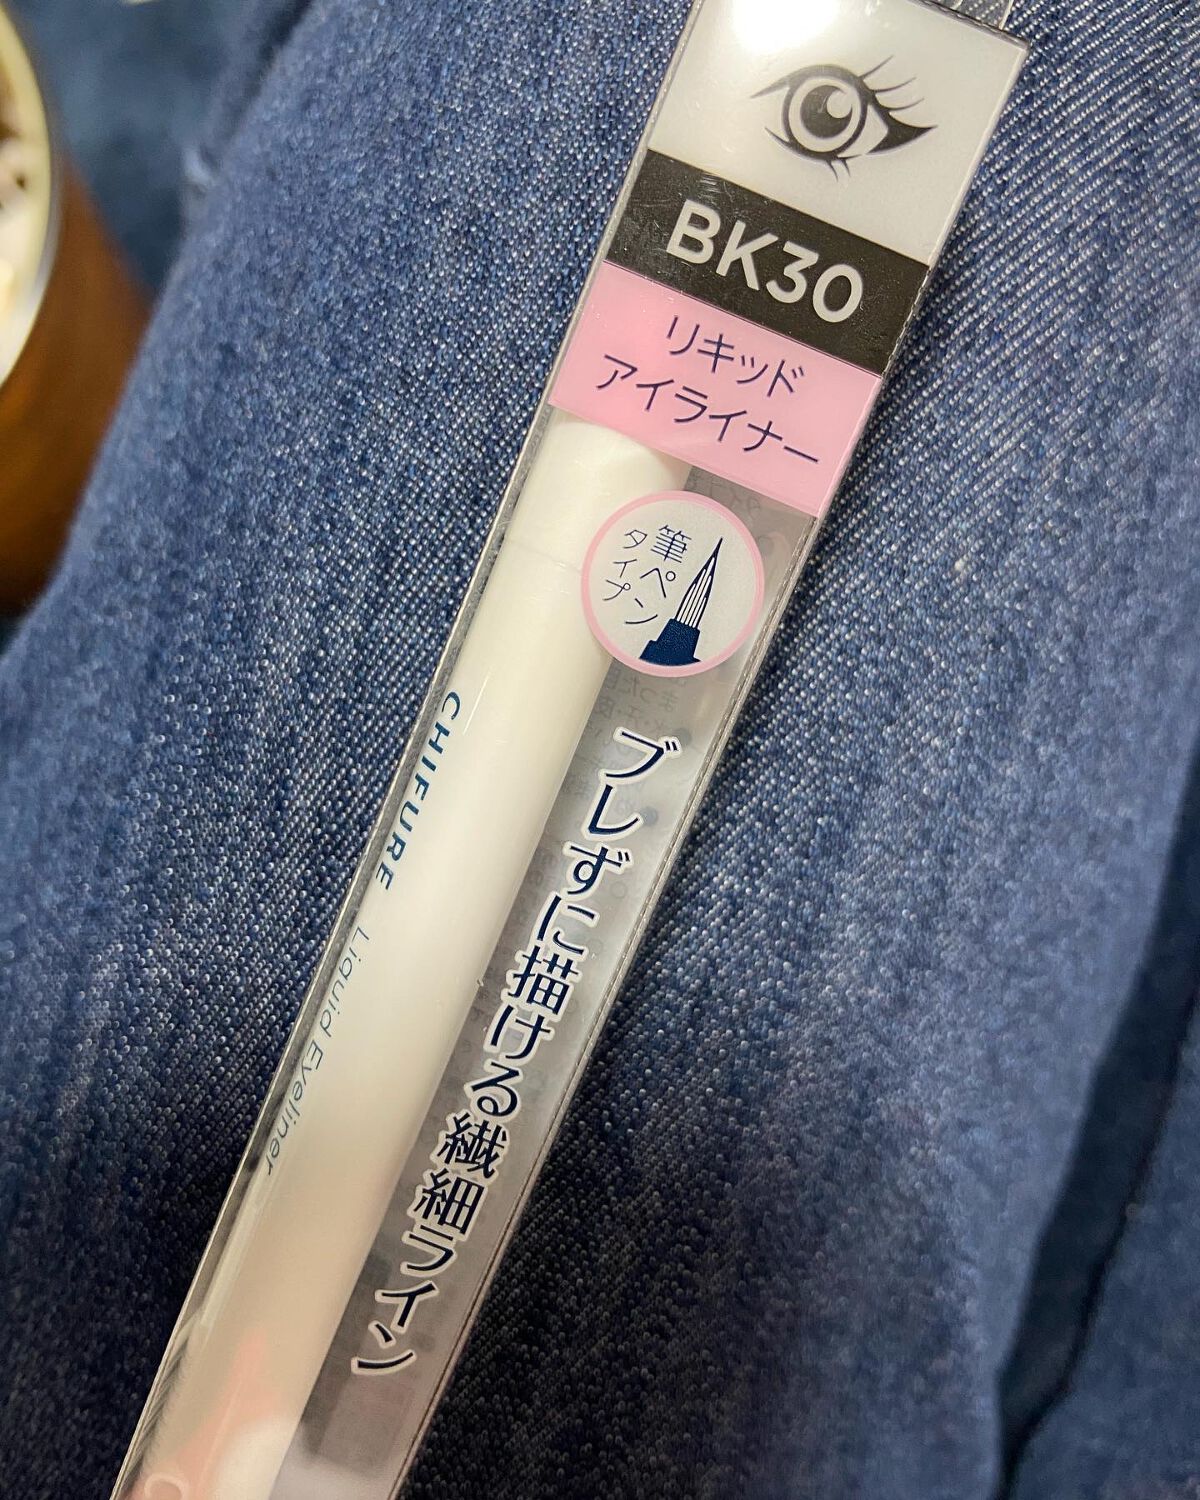 BK30
リキッド
アイライナー
筆ペン
タイプ
CHIFURE Liquid Eyeliner
ブレずに描ける繊細ライン